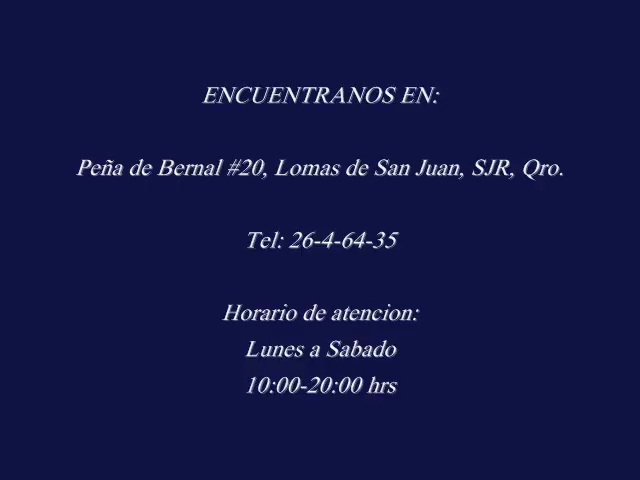 ENCUENTRANOS EN:
Peña de Bernal #20, Lomas de San Juan, SJR, Qro.
Tel: 26-4-64-35
Horario de atencion:
Lunes a Sabado
10:00-20:00 hrs